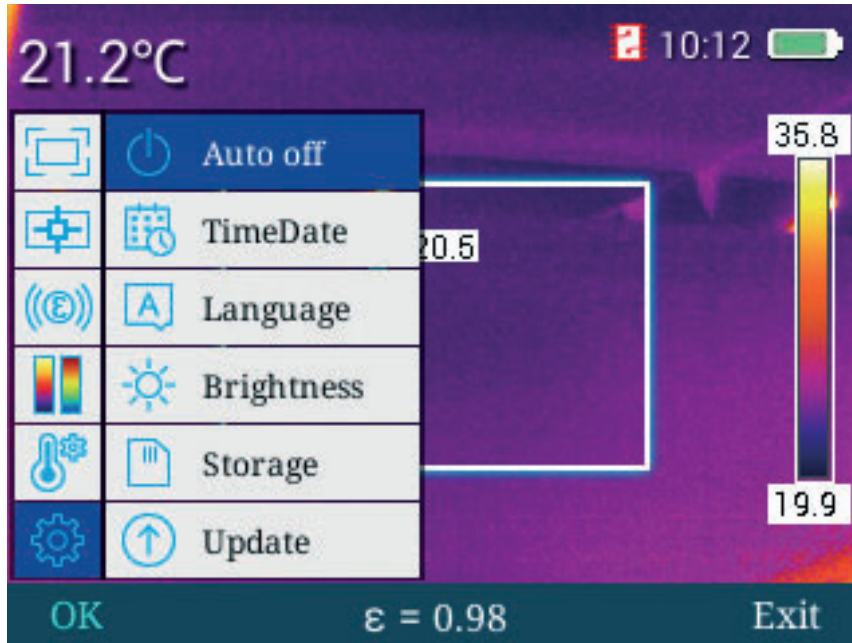 21.2°C
10:12
35.8
Auto off
TimeDate
20.5
Language
Brightness
Storage
19.9
Update
OK
ε = 0.98
Exit